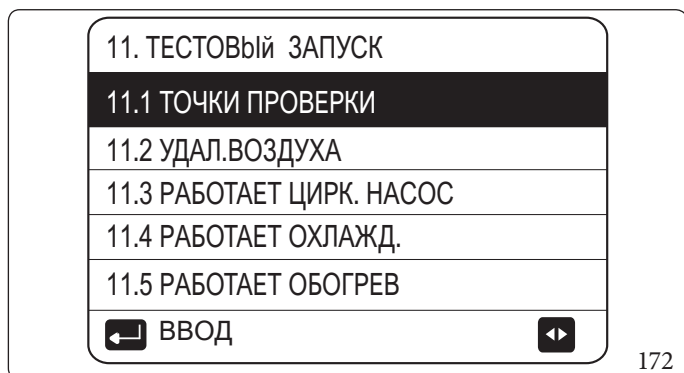 11. ТЕСТОВЫй ЗАПУСК
11.1 ТОЧКИ ПРОВЕРКИ
11.2 УДАЛ.ВОЗДУХА
11.3 РАБОТАЕТ ЦИРК. НАСОС
11.4 РАБОТАЕТ ОХЛАЖД.
11.5 РАБОТАЕТ ОБОГРЕВ
ВВОД
172